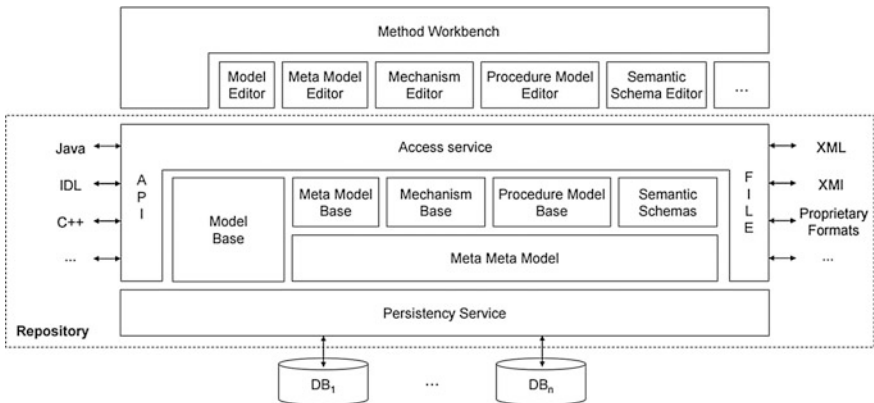 Method Workbench
Model
Editor
Meta Model
Editor
Mechanism
Editor
Procedure Model
Editor
Semantic
Schema Editor
...
Access service
Java
IDL
C++
...
A
P
I
Model
Base
Meta Model
Base
Mechanism
Base
Procedure Model
Base
Semantic
Schemas
Meta Meta Model
F
I
L
E
XML
XMI
Proprietary
Formats
...
Persistency Service
Repository
DB1
...
DBn